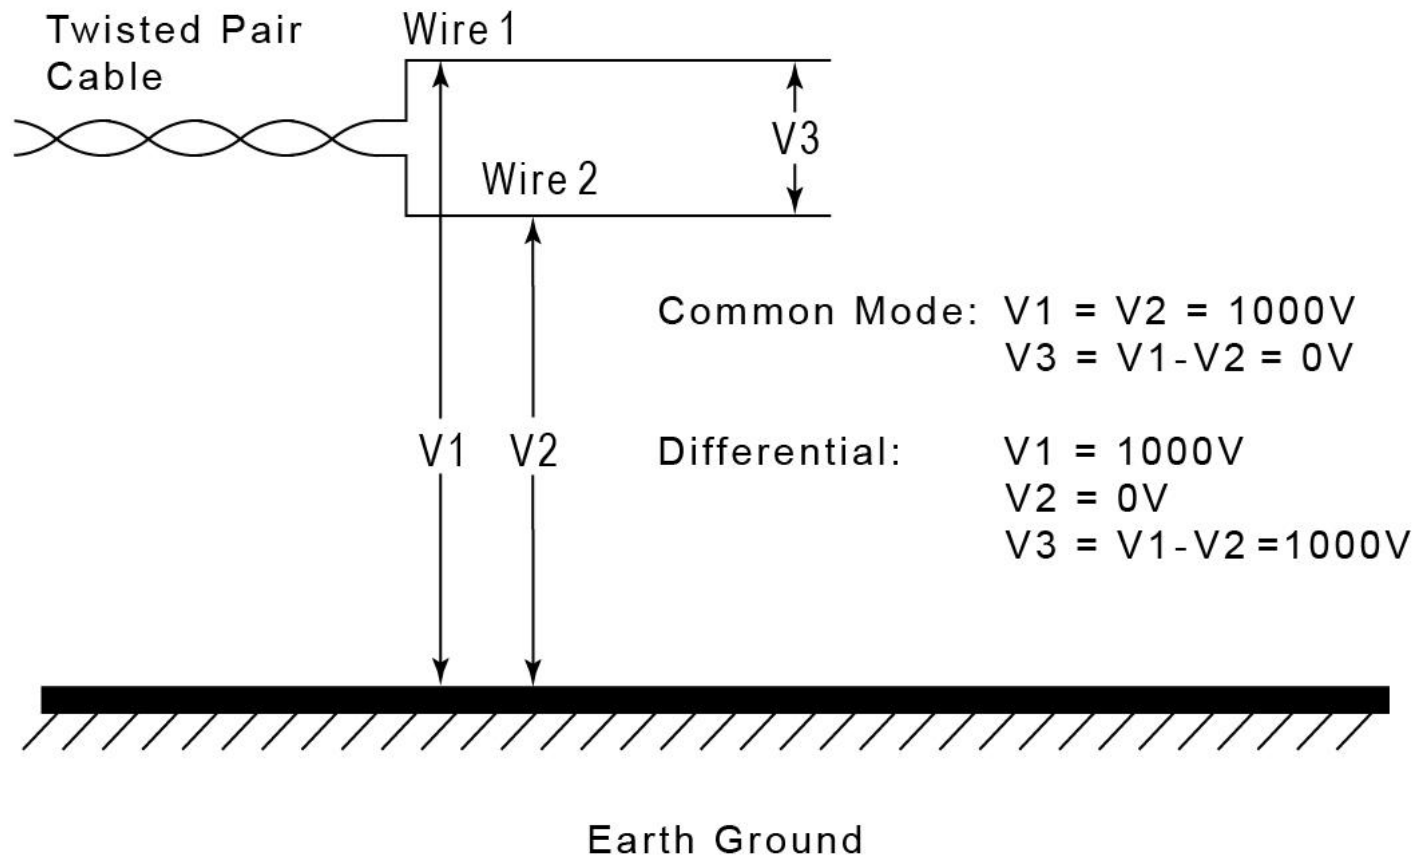 Twisted Pair
Cable
Wire 1
V3
Wire 2
Common Mode: V1 = V2 = 1000V
V3 = V1-V2 = 0V
V1 V2
Differential: V1 = 1000V
V2 = 0V
V3 = V1-V2 =1000V
Earth Ground